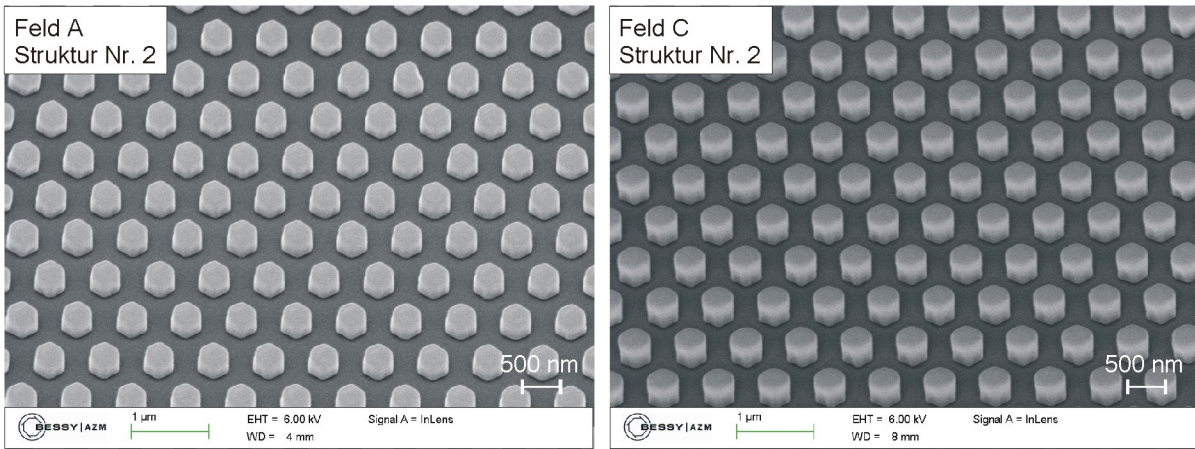 Feld A
Struktur Nr. 2
500 nm
BESSY|AZM
1 µm
EHT = 6.00 kV
WD = 4 mm
Signal A = InLens
Feld C
Struktur Nr. 2
500 nm
BESSY|AZM
1 µm
EHT = 6.00 kV
WD = 8 mm
Signal A = InLens